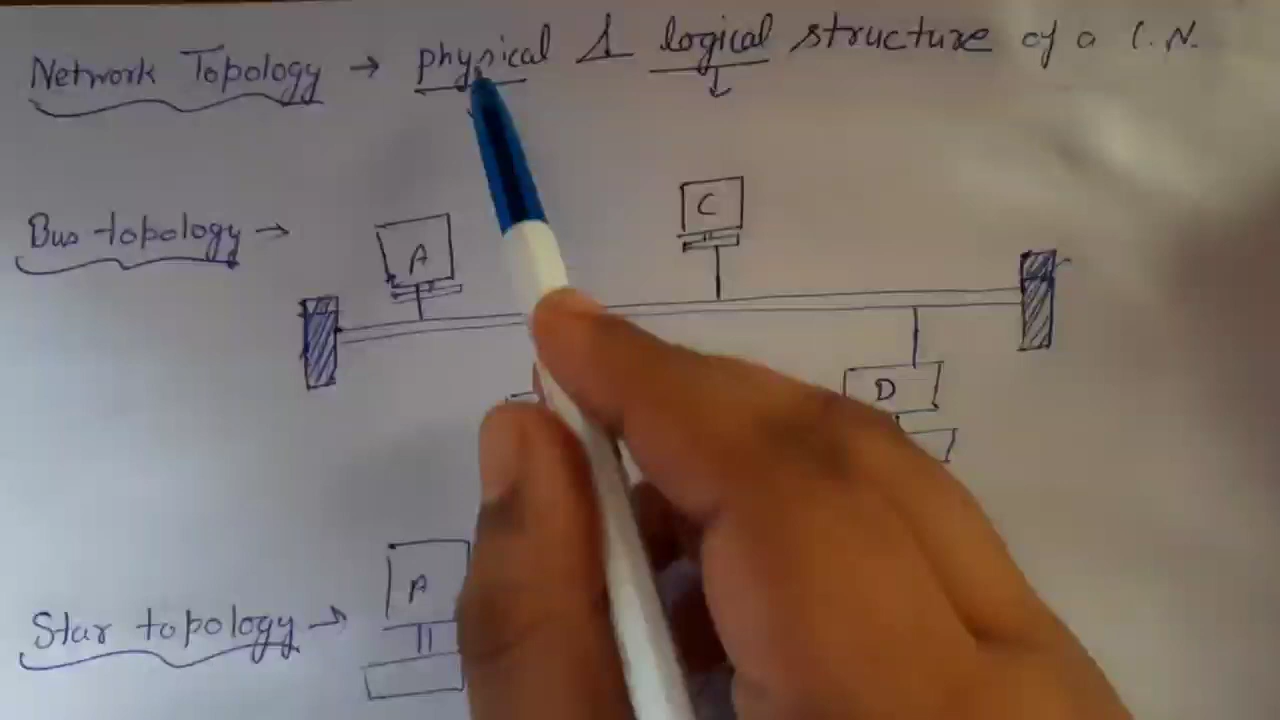 Network Topology → physical & logical structure of a C.N.
Bus topology →
A
C
D
Star topology →
A